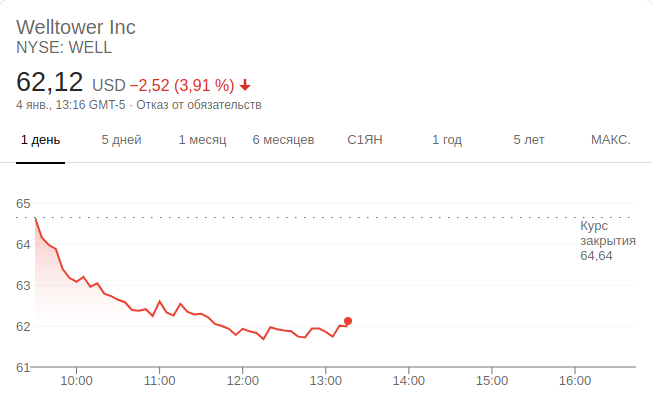 Welltower Inc
NYSE: WELL
62,12 USD −2,52 (3,91 %)
4 янв., 13:16 GMT-5 · Отказ от обязательств
1 день 5 дней 1 месяц 6 месяцев С1ЯН 1 год 5 лет МАКС.
65
Курс
закрытия
64,64
64
63
62
61
10:00 11:00 12:00 13:00 14:00 15:00 16:00